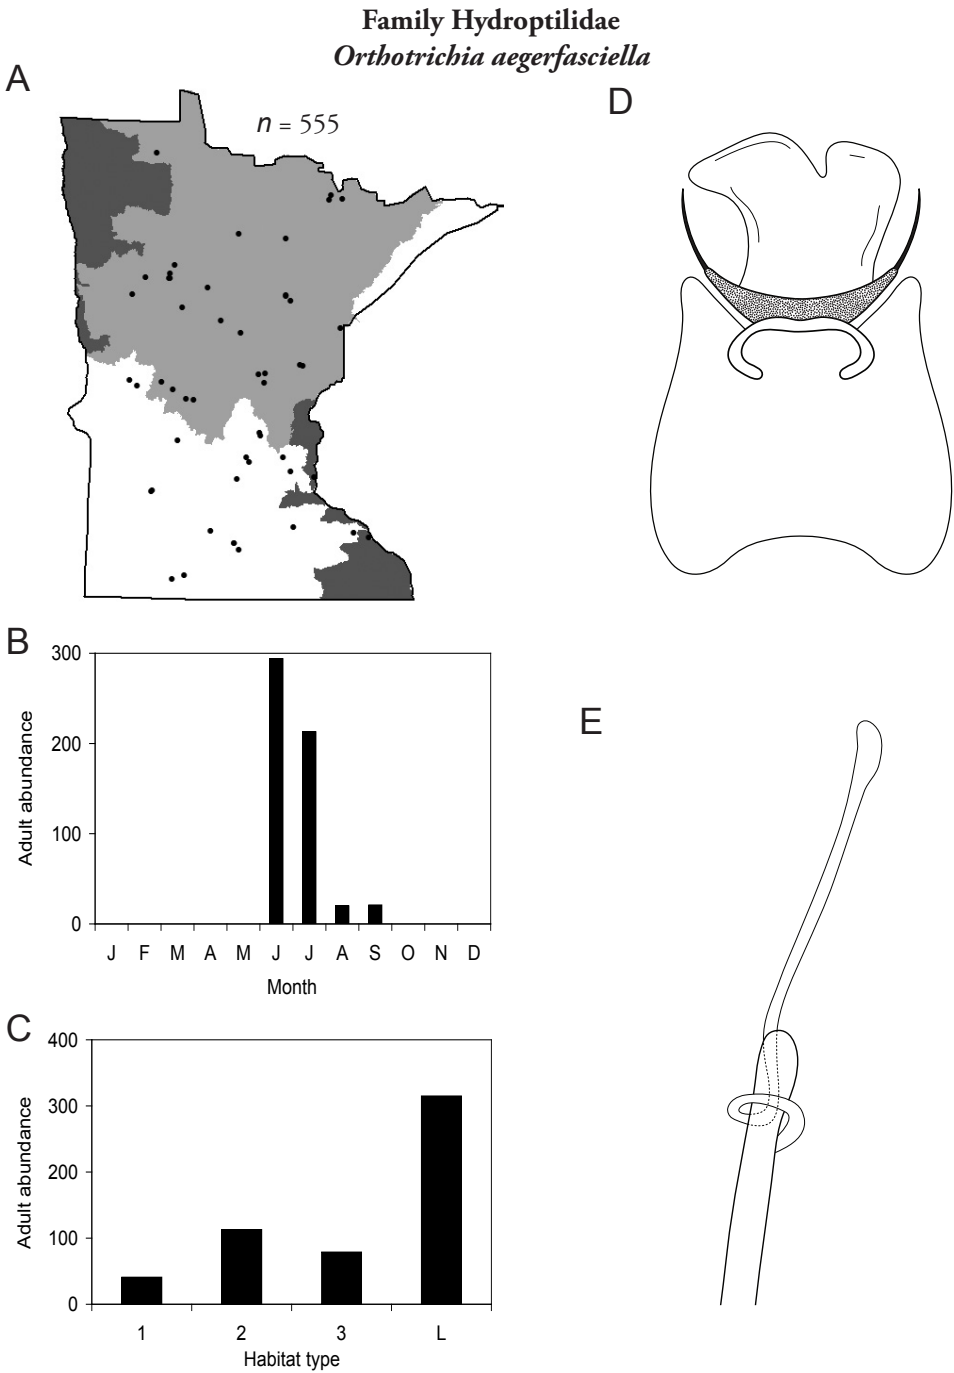 Family Hydroptilidae
Orthotrichia aegerfasciella
A
n = 555
B
300
200
100
0
Adult abundance
J F M A M J J A S O N D
Month
C
400
300
200
100
0
Adult abundance
1 2 3 L
Habitat type
D
E